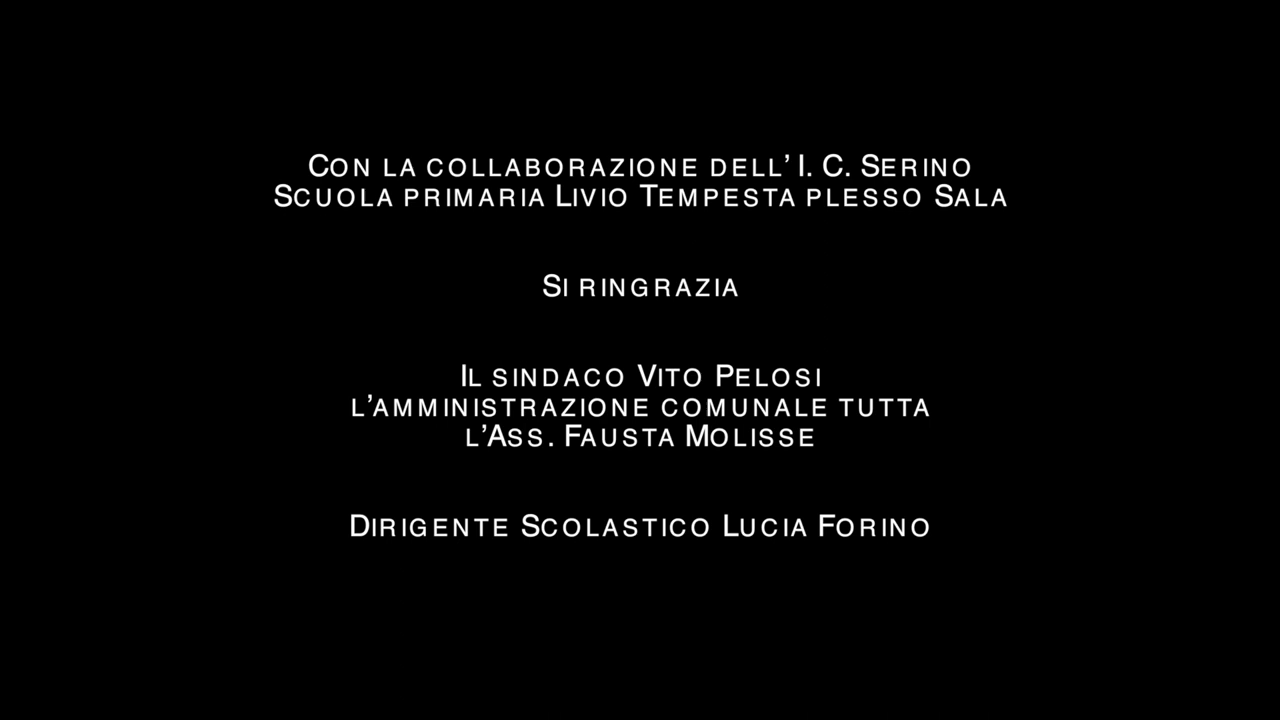 Con la collaborazione dell' I. C. Serino
Scuola primaria Livio Tempesta plesso Sala
Si ringrazia
Il sindaco Vito Pelosi
l'amministrazione comunale tutta
l'Ass. Fausta Molisse
Dirigente Scolastico Lucia Forino